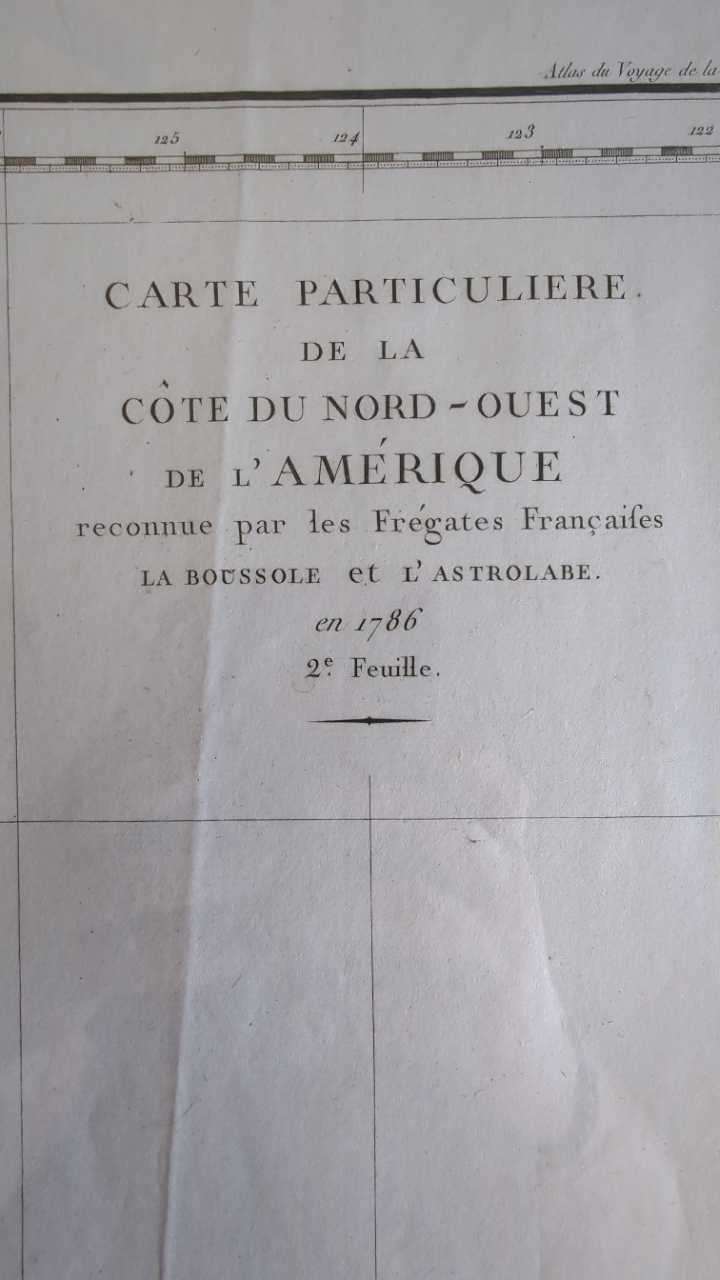 Atlas du Voyage de la
125 124 123 122
CARTE PARTICULIERE.
DE LA
CÔTE DU NORD-OUEST
DE L'AMÉRIQUE
reconnue par les Frégates Françaiſes
LA BOUSSOLE et L'ASTROLABE.
en 1786
2e. Feuille.